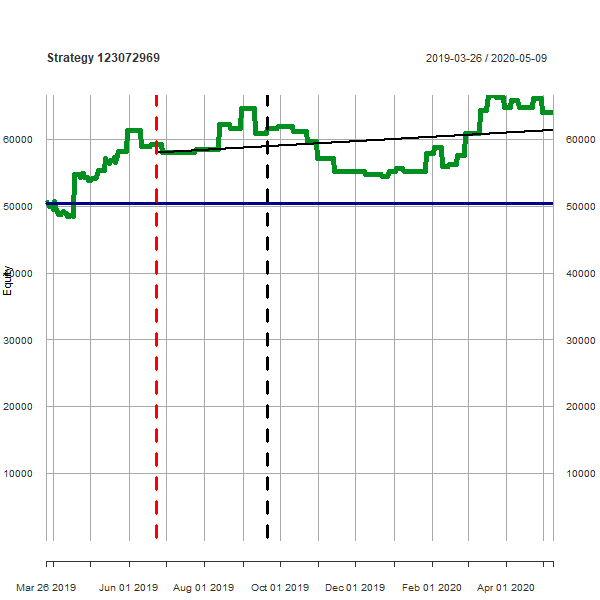 Strategy 123072969
2019-03-26 / 2020-05-09
60000
60000
50000
50000
40000
40000
Equity
30000
30000
20000
20000
10000
10000
Mar 26 2019
Jun 01 2019
Aug 01 2019
Oct 01 2019
Dec 01 2019
Feb 01 2020
Apr 01 2020